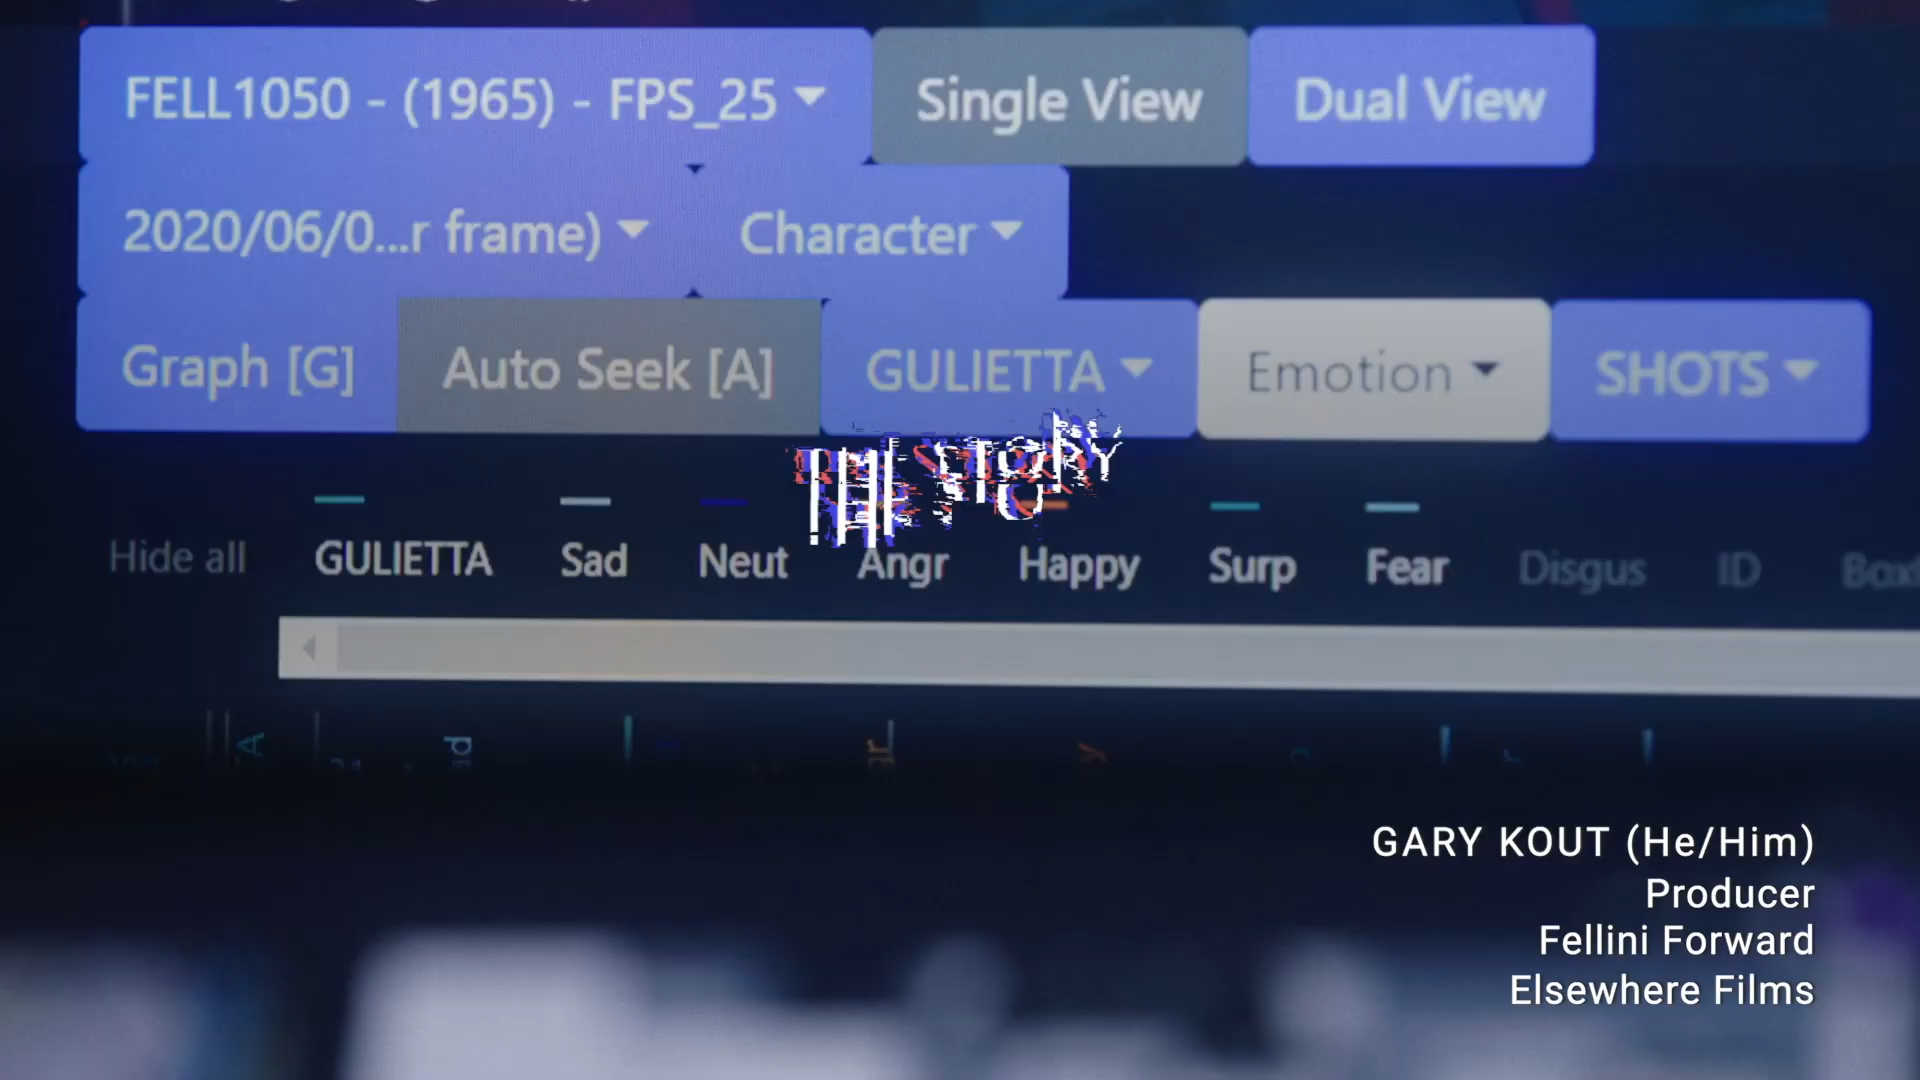 FELL1050 - (1965) - FPS_25 Single View Dual View
2020/06/0...r frame) Character
Graph [G] Auto Seek [A] GULIETTA Emotion SHOTS
Hide all GULIETTA Sad Neut Angr Happy Surp Fear Disgus ID
GARY KOUT (He/Him)
Producer
Fellini Forward
Elsewhere Films